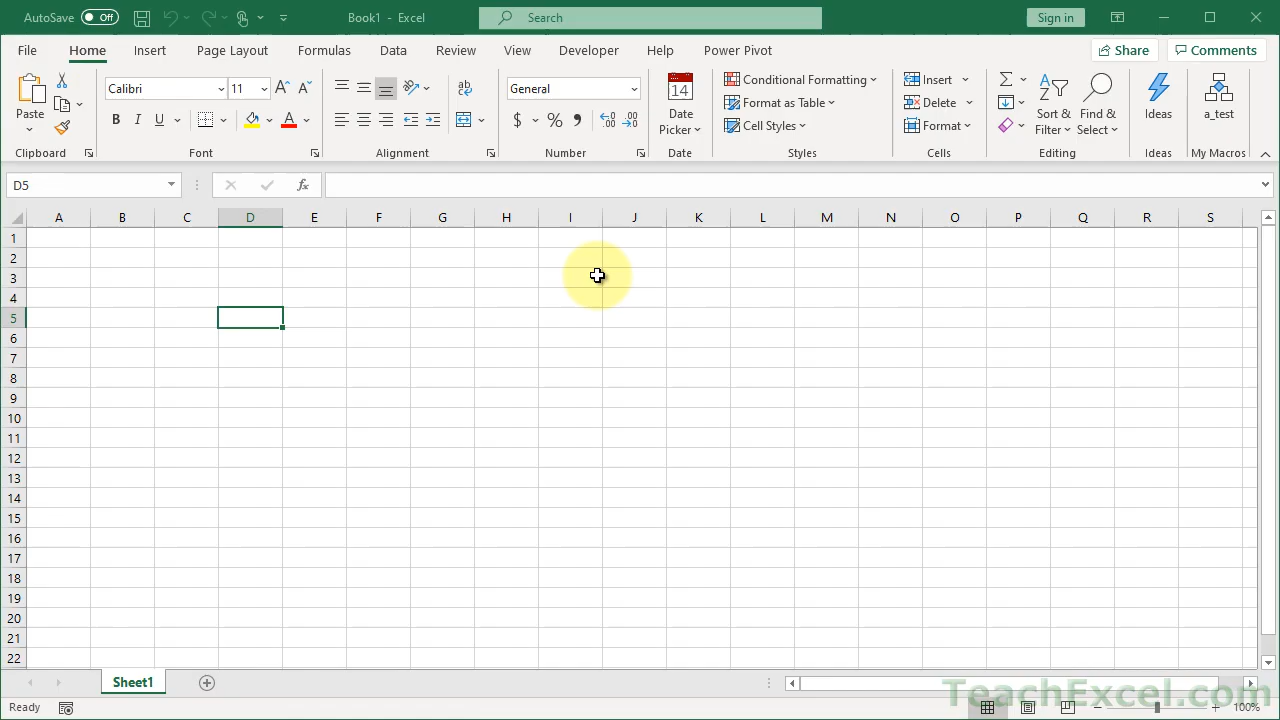 AutoSave Off Book1 - Excel Search Sign in
File Home Insert Page Layout Formulas Data Review View Developer Help Power Pivot Share Comments
Calibri 11 General 14 Conditional Formatting Insert
Format as Table Delete
Paste B I U A $ % 9 Date Picker Cell Styles Format Sort & Filter Find & Select Ideas a_test
Clipboard Font Alignment Number Date Styles Cells Editing Ideas My Macros
D5 fx
A B C D E F G H I J K L M N O P Q R S
1
2
3
4
5
6
7
8
9
10
11
12
13
14
15
16
17
18
19
20
21
22
Sheet1
TeachExcel.com
Ready 100%